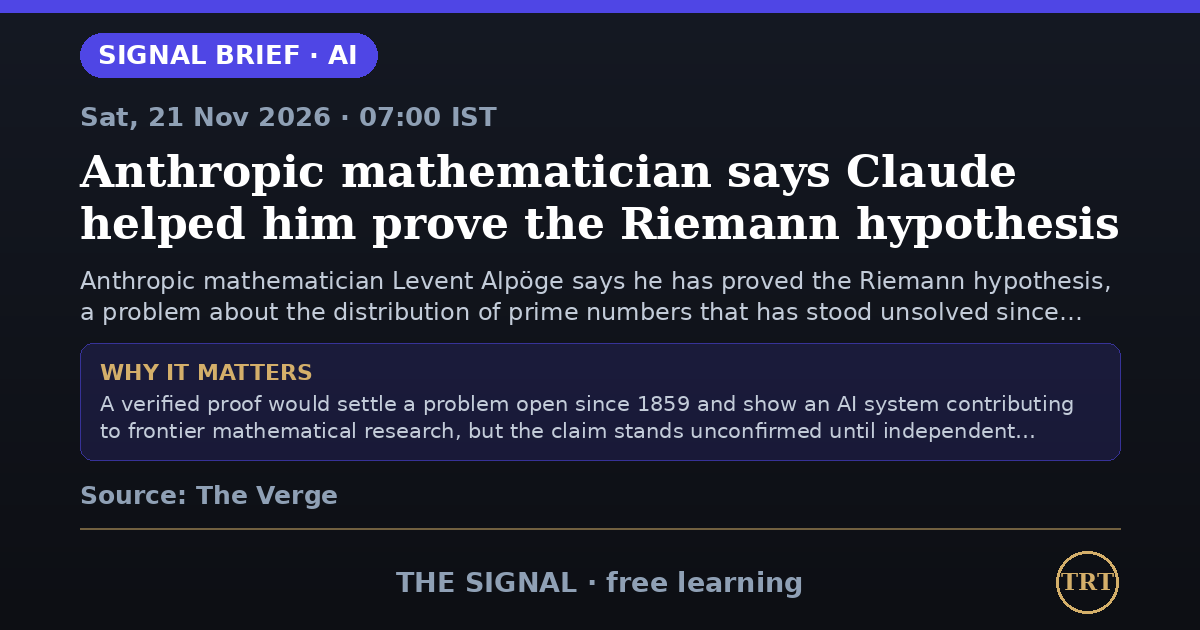 SIGNAL BRIEF · AI
Sat, 21 Nov 2026 · 07:00 IST
Anthropic mathematician says Claude
helped him prove the Riemann hypothesis
Anthropic mathematician Levent Alpöge says he has proved the Riemann hypothesis,
a problem about the distribution of prime numbers that has stood unsolved since...
WHY IT MATTERS
A verified proof would settle a problem open since 1859 and show an AI system contributing
to frontier mathematical research, but the claim stands unconfirmed until independent...
Source: The Verge
THE SIGNAL · free learning
TRT